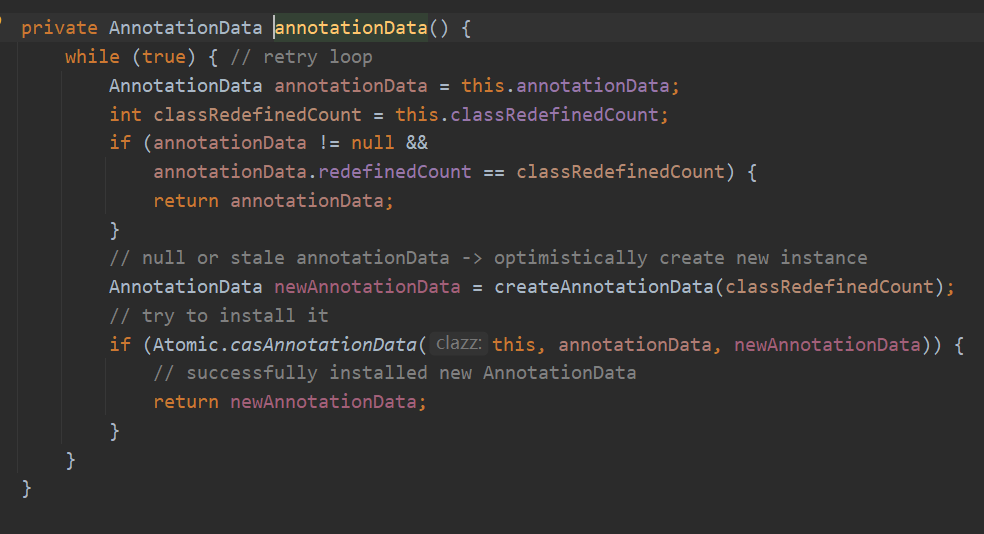 private AnnotationData annotationData() {
while (true) { // retry loop
AnnotationData annotationData = this.annotationData;
int classRedefinedCount = this.classRedefinedCount;
if (annotationData != null &&
annotationData.redefinedCount == classRedefinedCount) {
return annotationData;
}
// null or stale annotationData -> optimistically create new instance
AnnotationData newAnnotationData = createAnnotationData(classRedefinedCount);
// try to install it
if (Atomic.casAnnotationData( clazz: this, annotationData, newAnnotationData)) {
// successfully installed new AnnotationData
return newAnnotationData;
}
}
}